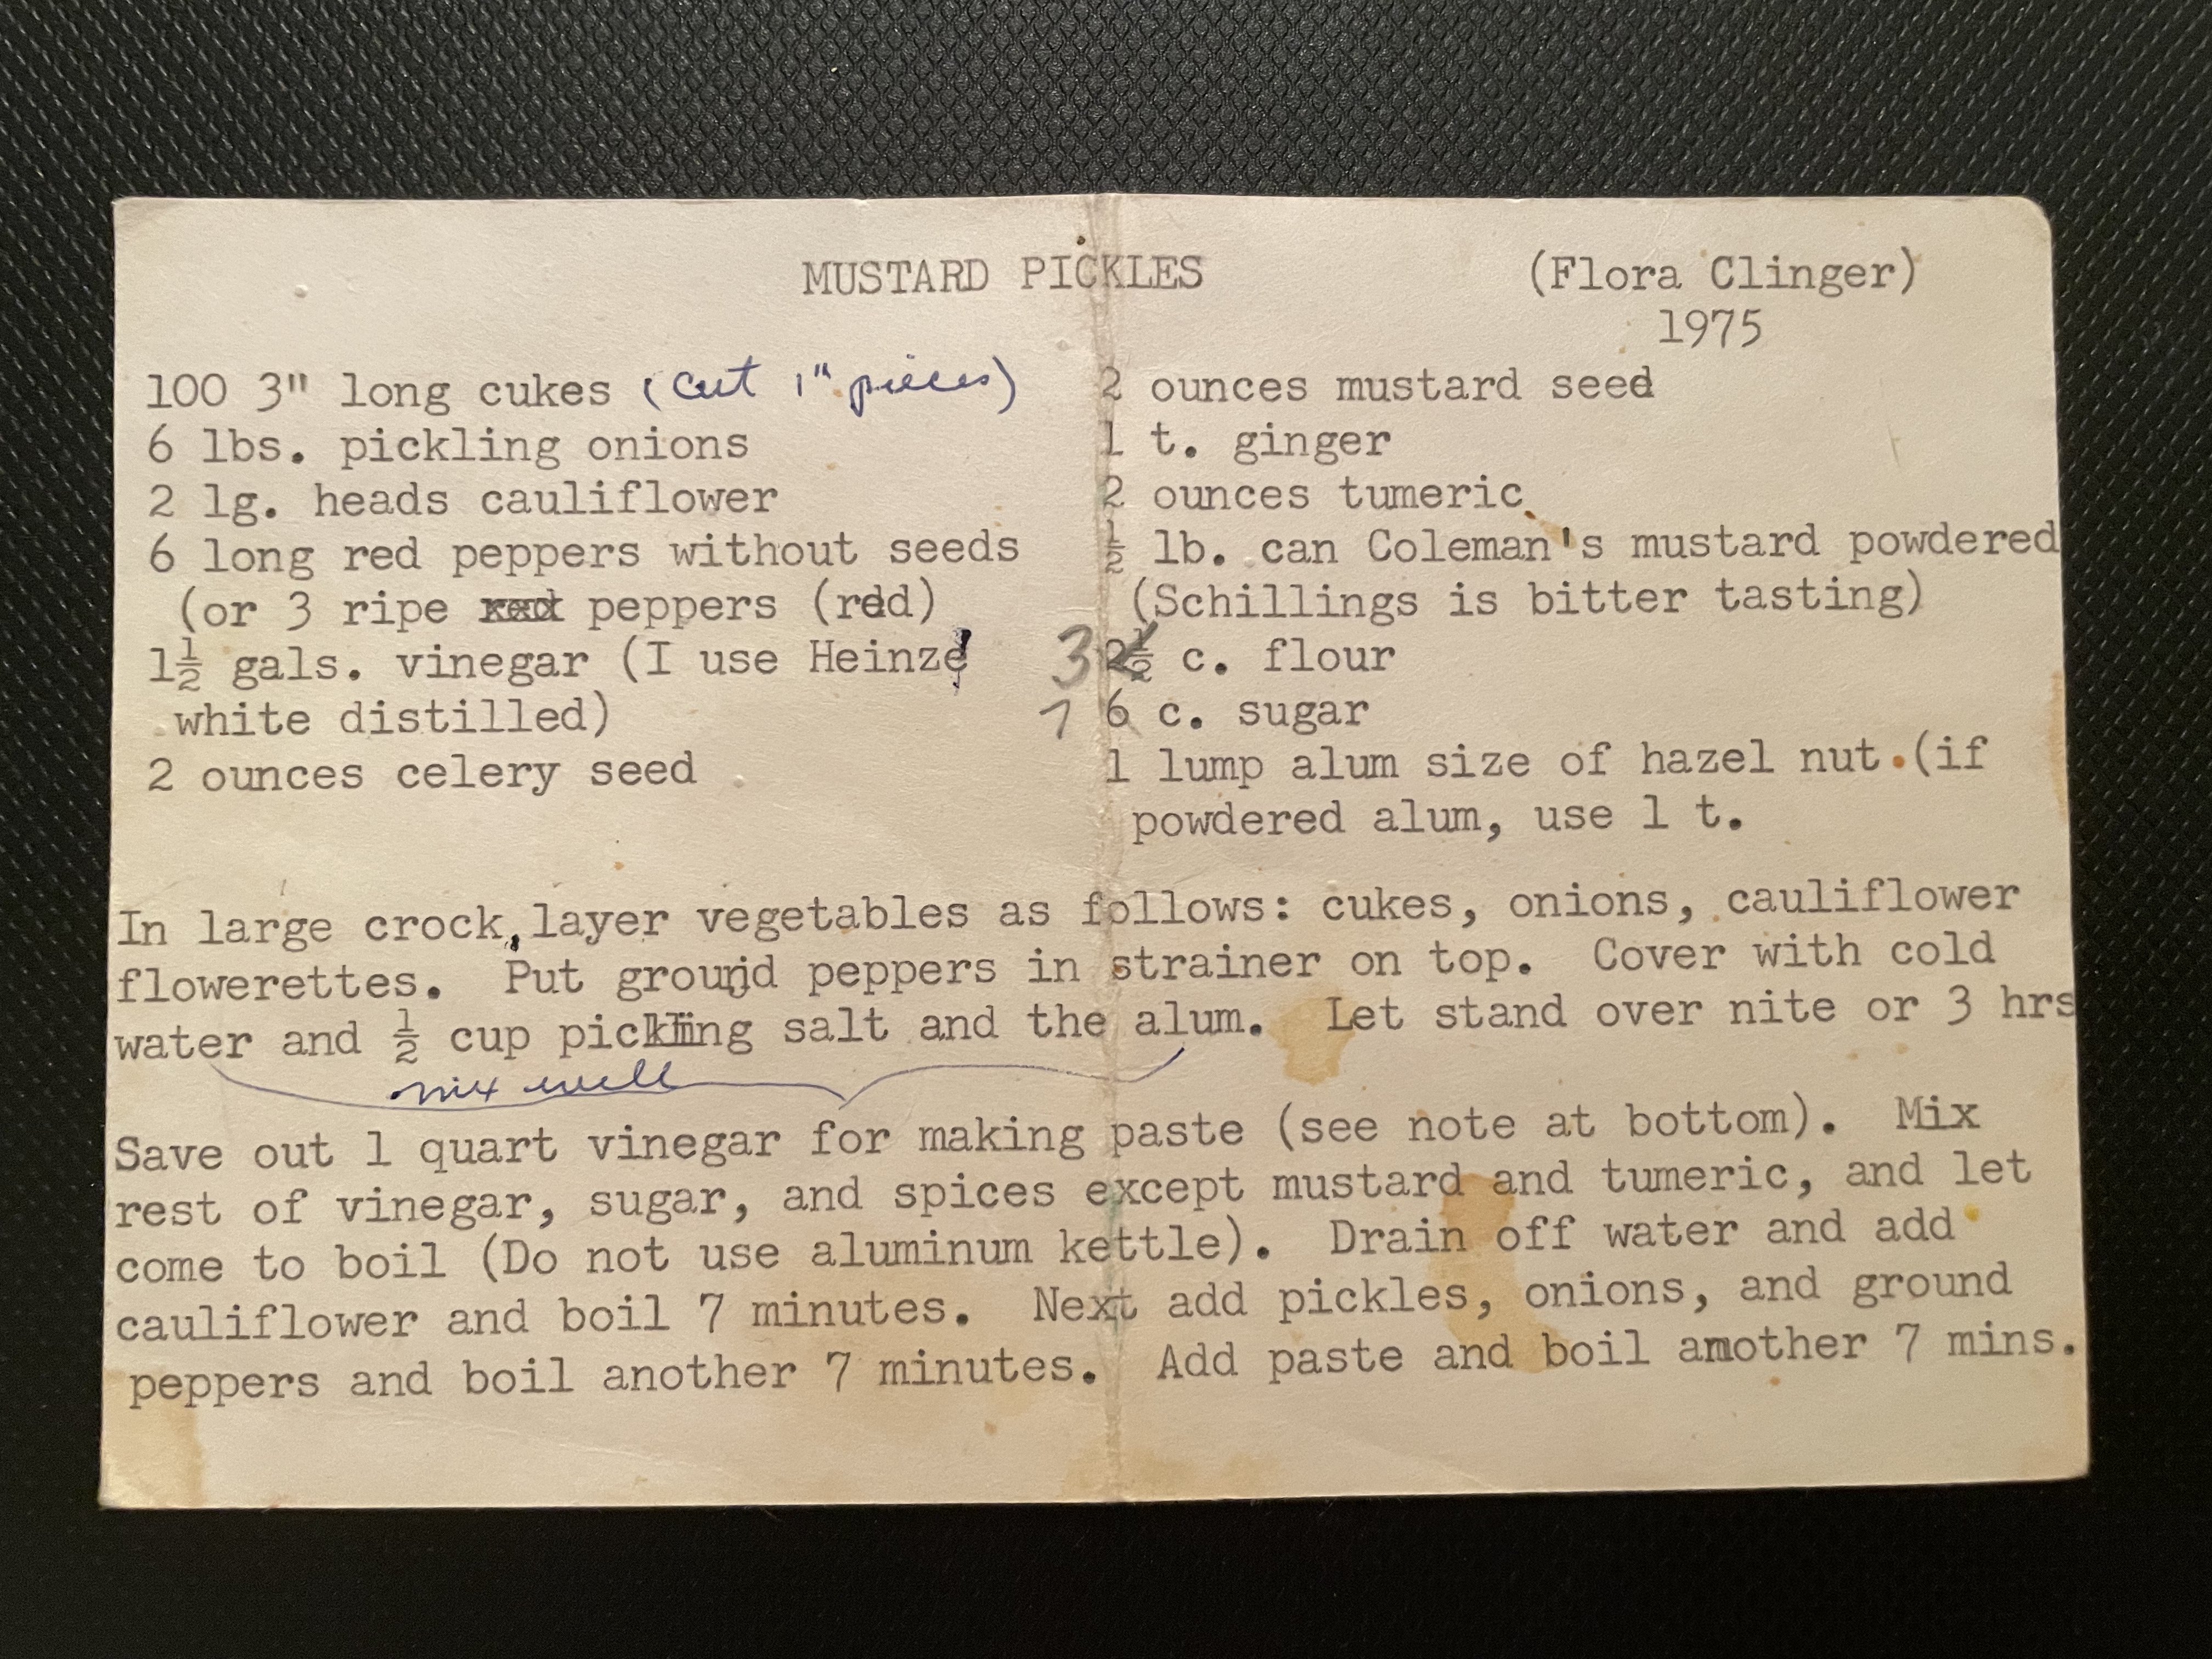 MUSTARD PICKLES (Flora Clinger)
1975
100 3" long cukes (cut 1" pieces)
6 lbs. pickling onions
2 lg. heads cauliflower
6 long red peppers without seeds
(or 3 ripe red peppers (red)
1½ gals. vinegar (I use Heinz
white distilled)
2 ounces celery seed
2 ounces mustard seed
1 t. ginger
2 ounces tumeric
½ lb. can Coleman's mustard powdered
(Schillings is bitter tasting)
3 2½ c. flour
7 6 c. sugar
1 lump alum size of hazel nut.(if
powdered alum, use 1 t.
In large crock, layer vegetables as follows: cukes, onions, cauliflower
flowerettes. Put ground peppers in strainer on top. Cover with cold
water and ½ cup pickling salt and the alum. Let stand over nite or 3 hrs
mix well
Save out 1 quart vinegar for making paste (see note at bottom). Mix
rest of vinegar, sugar, and spices except mustard and tumeric, and let
come to boil (Do not use aluminum kettle). Drain off water and add
cauliflower and boil 7 minutes. Next add pickles, onions, and ground
peppers and boil another 7 minutes. Add paste and boil another 7 mins.